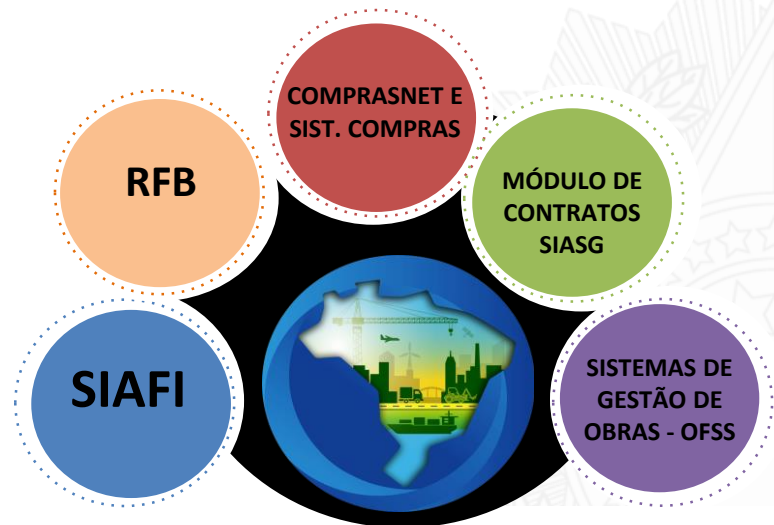 COMPRASNET E
SIST. COMPRAS
RFB
MÓDULO DE
CONTRATOS
SIASG
SIAFI
SISTEMAS DE
GESTÃO DE
OBRAS - OFSS